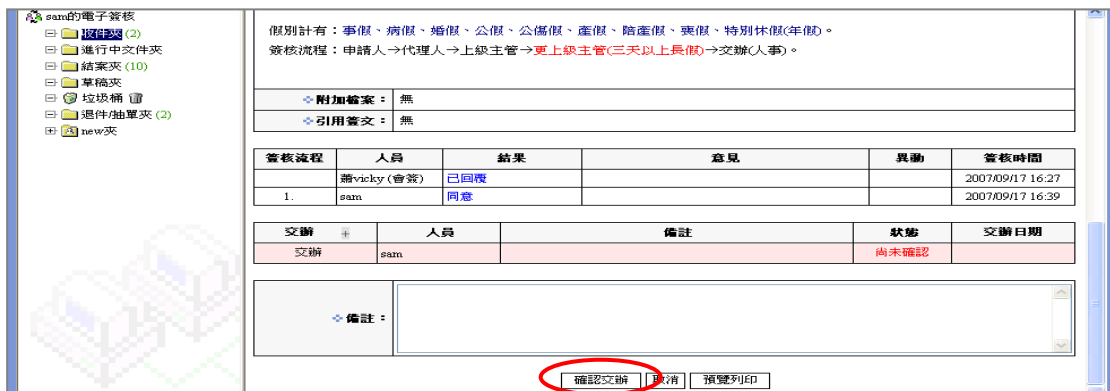 sam的電子簽核
收件夾 (2)
進行中文件夾
結案夾 (10)
草稿夾
垃圾桶
退件/抽單夾 (2)
new夾
假別計有：事假、病假、婚假、公假、公傷假、產假、陪產假、喪假、特別休假(年假)。
簽核流程：申請人→代理人→上級主管→更上級主管(三天以上長假)→交辦(人事)。
附加檔案： 無
引用簽文： 無
簽核流程 人員 結果 意見 異動 簽核時間
蕭vicky (會簽) 已回覆 2007/09/17 16:27
1. sam 同意 2007/09/17 16:39
交辦 + 人員 備註 狀態 交辦日期
交辦 sam 尚未確認
備註：
確認交辦 取消 預覽列印